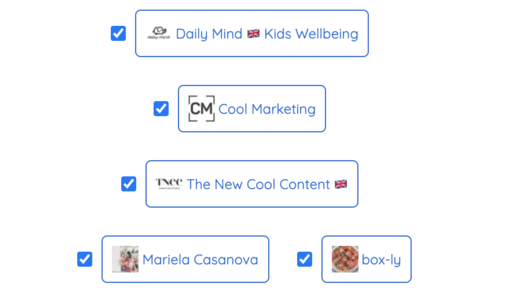 daily mind Daily Mind 🇬🇧 Kids Wellbeing
CM Cool Marketing
TNCC The New Cool Content 🇬🇧
Mariela Casanova
box-ly